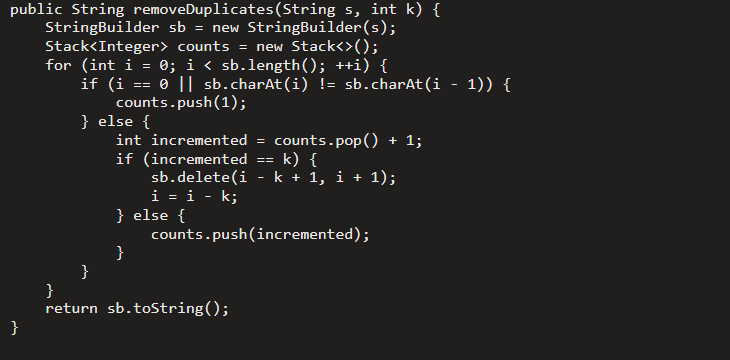 public String removeDuplicates(String s, int k) {
    StringBuilder sb = new StringBuilder(s);
    Stack<Integer> counts = new Stack<>();
    for (int i = 0; i < sb.length(); ++i) {
        if (i == 0 || sb.charAt(i) != sb.charAt(i - 1)) {
            counts.push(1);
        } else {
            int incremented = counts.pop() + 1;
            if (incremented == k) {
                sb.delete(i - k + 1, i + 1);
                i = i - k;
            } else {
                counts.push(incremented);
            }
        }
    }
    return sb.toString();
}